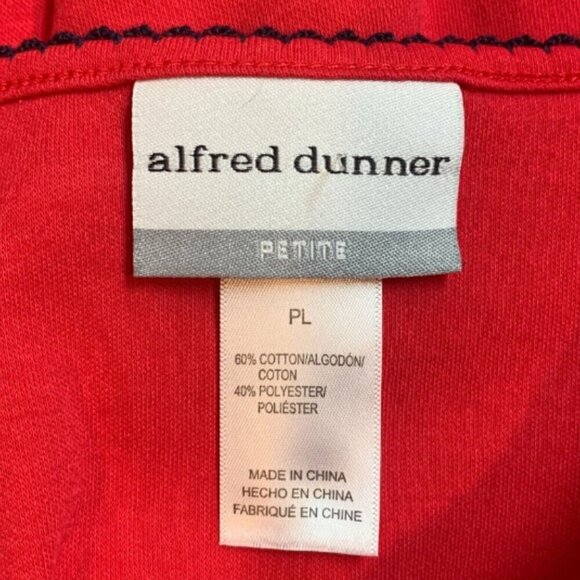 alfred dunner
PETITE
PL
60% COTTON/ALGODÓN/
COTON
40% POLYESTER/
POLIÉSTER
MADE IN CHINA
HECHO EN CHINA
FABRIQUÉ EN CHINE